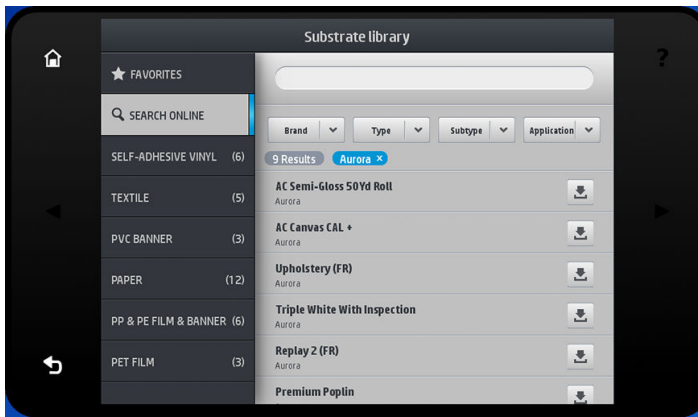 Substrate library
?
FAVORITES
SEARCH ONLINE
SELF-ADHESIVE VINYL (6)
TEXTILE (5)
PVC BANNER (3)
PAPER (12)
PP & PE FILM & BANNER (6)
PET FILM (3)
Brand Type Subtype Application
9 Results Aurora ×
AC Semi-Gloss 50Yd Roll
Aurora
AC Canvas CAL +
Aurora
Upholstery (FR)
Aurora
Triple White With Inspection
Aurora
Replay 2 (FR)
Aurora
Premium Poplin